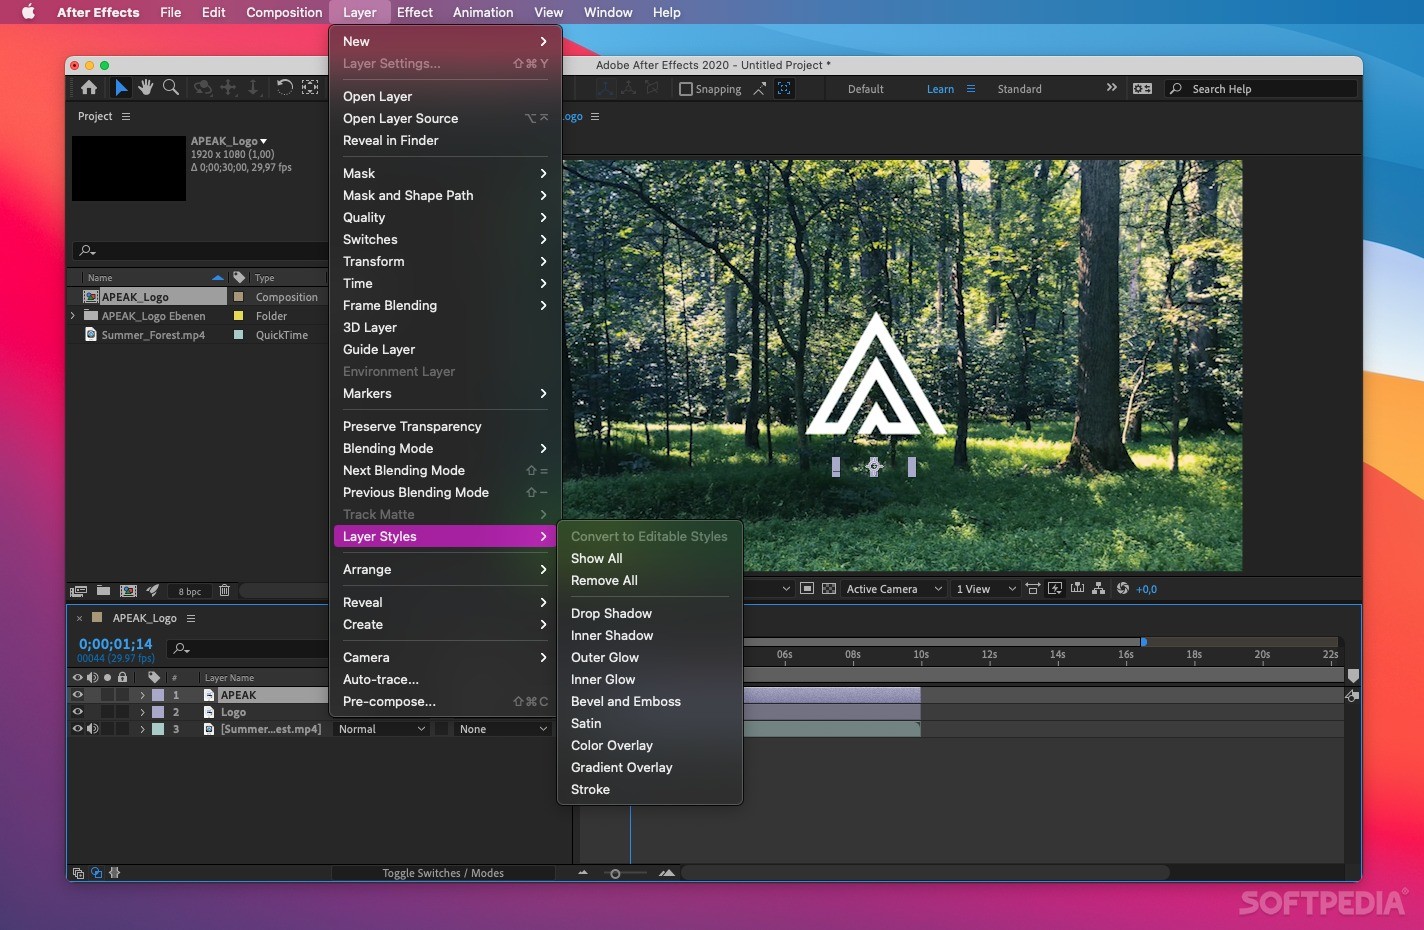 After Effects File Edit Composition Layer Effect Animation View Window Help
Adobe After Effects 2020 - Untitled Project *
Snapping Default Learn Standard Search Help
Project
APEAK_Logo
1920 x 1080 (1,00)
Δ 0;00;30;00, 29,97 fps
Name Type
APEAK_Logo Composition
APEAK_Logo Ebenen Folder
Summer_Forest.mp4 QuickTime
8 bpc
New
Layer Settings... ⇧⌘Y
Open Layer
Open Layer Source
Reveal in Finder
Mask
Mask and Shape Path
Quality
Switches
Transform
Time
Frame Blending
3D Layer
Guide Layer
Environment Layer
Markers
Preserve Transparency
Blending Mode
Next Blending Mode ⇧=
Previous Blending Mode ⇧−
Track Matte
Layer Styles
Arrange
Reveal
Create
Camera
Auto-trace...
Pre-compose... ⇧⌘C
Convert to Editable Styles
Show All
Remove All
Drop Shadow
Inner Shadow
Outer Glow
Inner Glow
Bevel and Emboss
Satin
Color Overlay
Gradient Overlay
Stroke
ogo
Active Camera 1 View +0,0
APEAK_Logo
0;00;01;14
00044 (29.97 fps)
06s 08s 10s 12s 14s 16s 18s 20s 22s
# Layer Name
1 APEAK
2 Logo
3 [Summer...est.mp4] Normal None
Toggle Switches / Modes
SOFTPEDIA®